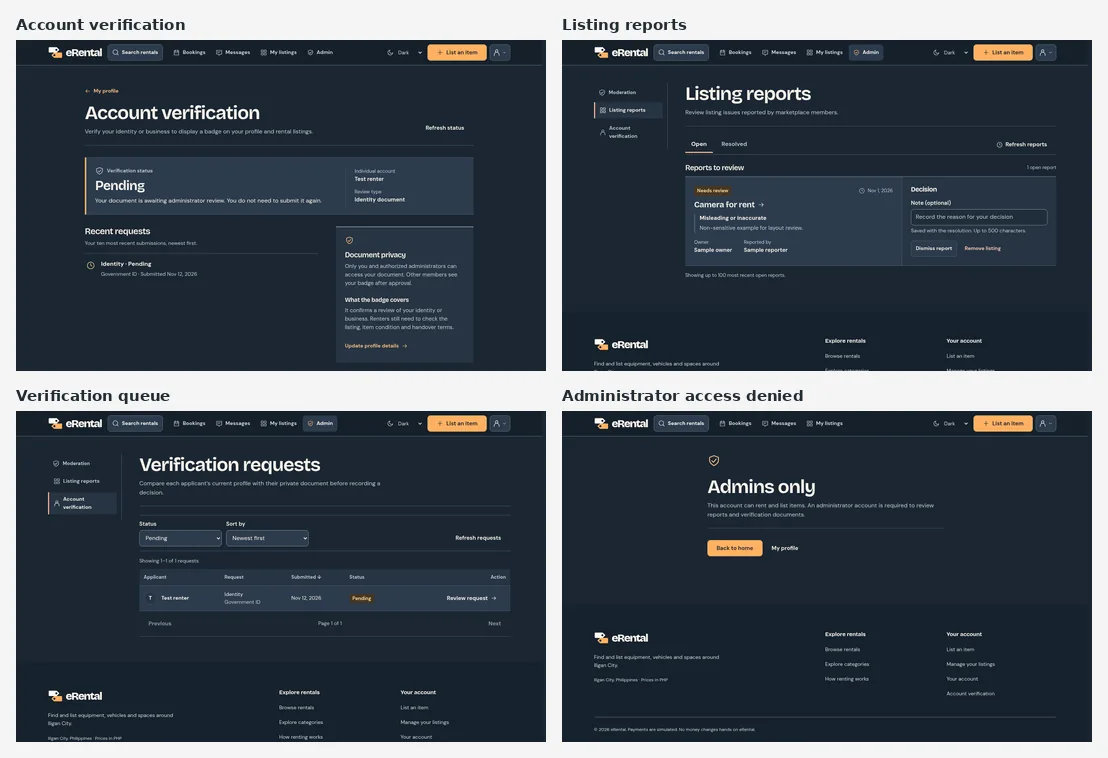 Account verification
eRental
Search rentals
Bookings
Messages
My listings
Admin
Dark
List an item
← My profile
Account verification
Verify your identity or business to display a badge on your profile and rental listings.
Refresh status
Verification status
Pending
Your document is awaiting administrator review. You do not need to submit it again.
Individual account
Test renter
Review type
Identity document
Recent requests
Your ten most recent submissions, newest first.
Identity · Pending
Government ID · Submitted Nov 12, 2026
Document privacy
Only you and authorized administrators can
access your document. Other members see
your badge after approval.
What the badge covers
It confirms a review of your identity or
business. Renters still need to check the
listing, item condition and handover terms.
Update profile details →
Listing reports
eRental
Search rentals
Bookings
Messages
My listings
Admin
Dark
List an item
Moderation
Listing reports
Account
verification
Listing reports
Review listing issues reported by marketplace members.
Open
Resolved
Refresh reports
Reports to review
1 open report
Needs review
Nov 1, 2026
Camera for rent →
Misleading or inaccurate
Non-sensitive example for layout review.
Owner
Sample owner
Reported by
Sample reporter
Decision
Note (optional)
Record the reason for your decision
Saved with the resolution. Up to 500 characters.
Dismiss report
Remove listing
Showing up to 100 most recent open reports.
eRental
Find and list equipment, vehicles and spaces around
Explore rentals
Browse rentals
Your account
List an item
Verification queue
eRental
Search rentals
Bookings
Messages
My listings
Admin
Dark
List an item
Moderation
Listing reports
Account
verification
Verification requests
Compare each applicant's current profile with their private document before recording a
decision.
Status
Pending
Sort by
Newest first
Refresh requests
Showing 1–1 of 1 requests
Applicant
Request
Submitted ↓
Status
Action
T
Test renter
Identity
Government ID
Nov 12, 2026
Pending
Review request →
Previous
Page 1 of 1
Next
eRental
Find and list equipment, vehicles and spaces around
Iligan City.
Iligan City, Philippines · Prices in PHP
Explore rentals
Browse rentals
Explore categories
How renting works
Your account
List an item
Manage your listings
Your account
Administrator access denied
eRental
Search rentals
Bookings
Messages
My listings
Dark
List an item
Admins only
This account can rent and list items. An administrator account is required to review
reports and verification documents.
Back to home
My profile
eRental
Find and list equipment, vehicles and spaces around
Iligan City.
Iligan City, Philippines · Prices in PHP
Explore rentals
Browse rentals
Explore categories
How renting works
Your account
List an item
Manage your listings
Your account
Account verification
© 2026 eRental. Payments are simulated. No money changes hands on eRental.